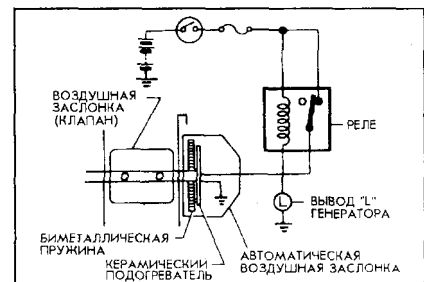 ВОЗДУШНАЯ
ЗАСЛОНКА
(КЛАПАН)
РЕЛЕ
L
ВЫВОД "L"
ГЕНЕРАТОРА
БИМЕТАЛЛИЧЕСКАЯ
ПРУЖИНА
КЕРАМИЧЕСКИЙ
ПОДОГРЕВАТЕЛЬ
АВТОМАТИЧЕСКАЯ
ВОЗДУШНАЯ ЗАСЛОНКА